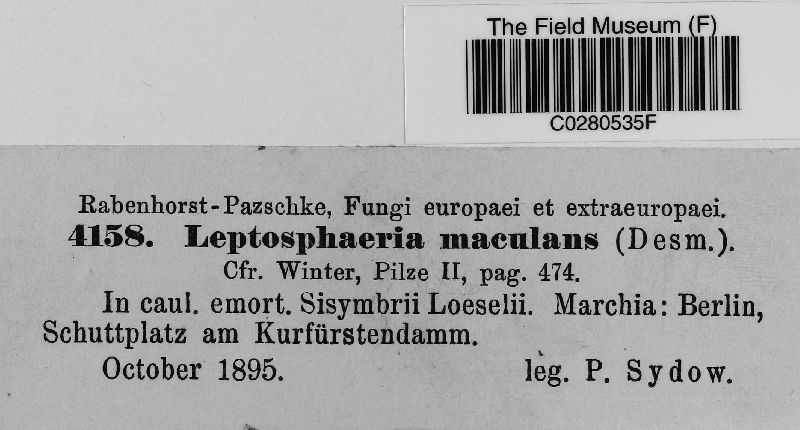 The Field Museum (F)
C0280535F
Rabenhorst-Pazschke, Fungi europaei et extraeuropaei.
4158. Leptosphaeria maculans (Desm.).
Cfr. Winter, Pilze II, pag. 474.
In caul. emort. Sisymbrii Loeselii. Marchia: Berlin,
Schuttplatz am Kurfürstendamm.
October 1895. leg. P. Sydow.